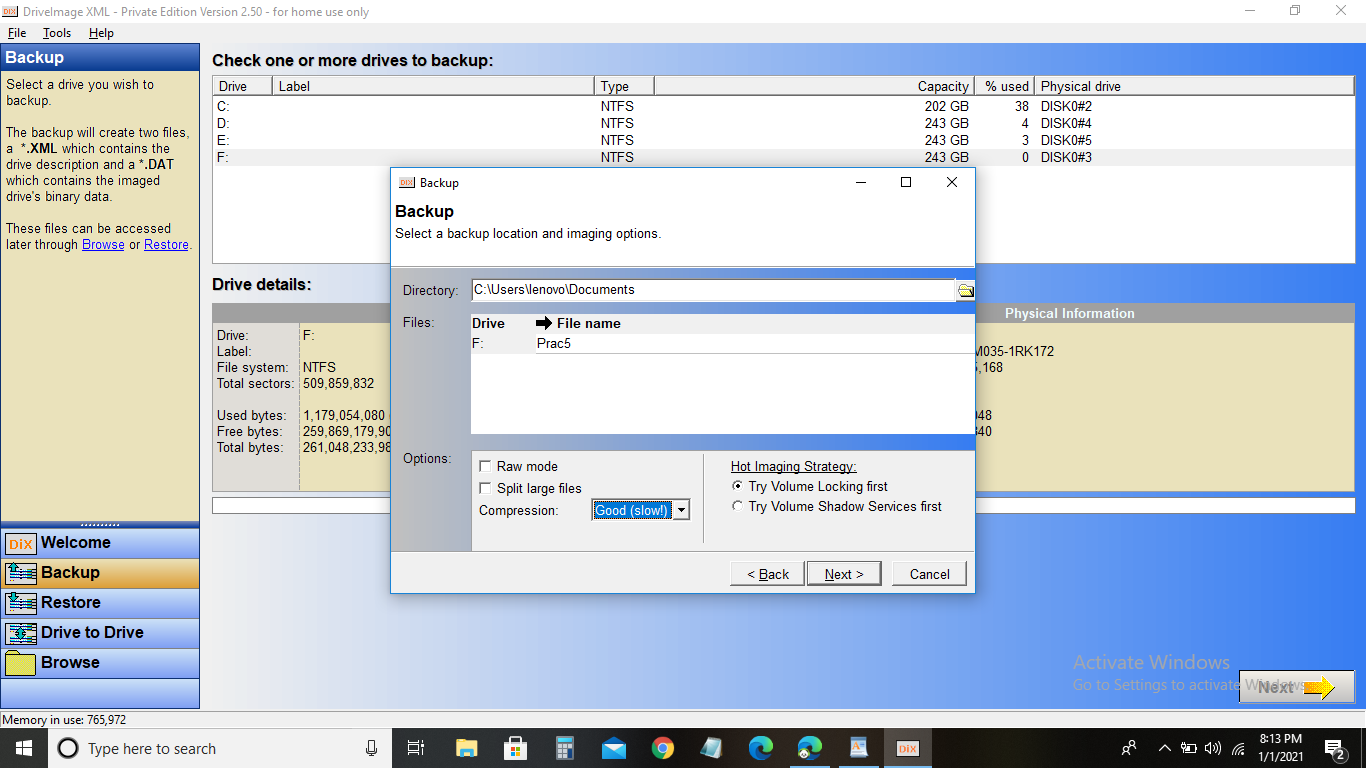 DiX DriveImage XML - Private Edition Version 2.50 - for home use only
File Tools Help
Backup
Select a drive you wish to
backup.
The backup will create two files,
a *.XML which contains the
drive description and a *.DAT
which contains the imaged
drive's binary data.
These files can be accessed
later through Browse or Restore.
Check one or more drives to backup:
Drive Label Type Capacity % used Physical drive
C: NTFS 202 GB 38 DISK0#2
D: NTFS 243 GB 4 DISK0#4
E: NTFS 243 GB 3 DISK0#5
F: NTFS 243 GB 0 DISK0#3
Drive details:
Physical Information
Drive: F:
Label: M035-1RK172
File system: NTFS ,168
Total sectors: 509,859,832
Used bytes: 1,179,054,080 048
Free bytes: 259,869,179,90 840
Total bytes: 261,048,233,98
DiX Backup
Backup
Select a backup location and imaging options.
Directory: C:\Users\lenovo\Documents
Files: Drive File name
F: Prac5
Options:
Raw mode
Split large files
Compression: Good (slow!)
Hot Imaging Strategy:
Try Volume Locking first
Try Volume Shadow Services first
< Back Next > Cancel
DiX Welcome
Backup
Restore
Drive to Drive
Browse
Activate Windows
Go to Settings to activate Windows.
Next
Memory in use: 765,972
Type here to search
DiX
8:13 PM
1/1/2021
2